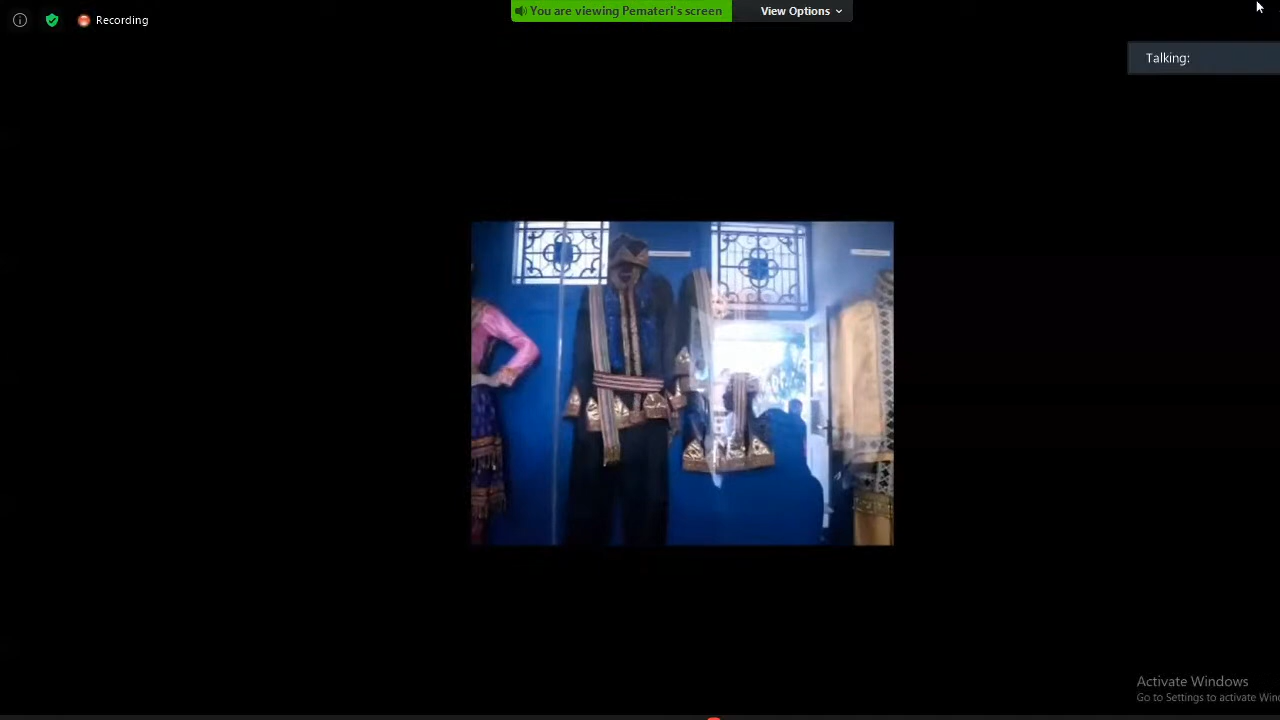 Recording
You are viewing Pemateri's screen
View Options
Talking:
Activate Windows
Go to Settings to activate Win